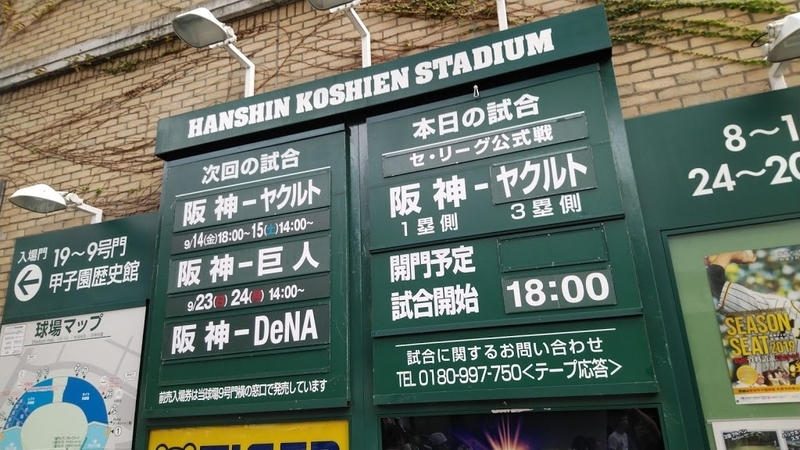 HANSHIN KOSHIEN STADIUM
次回の試合
阪神-ヤクルト
9/14(金)18:00~15(土)14:00~
阪神-巨人
9/23(日)24(月)14:00~
阪神-DeNA
前売入場券は当球場9号門横の窓口で発売しています
本日の試合
セ・リーグ公式戦
阪神-ヤクルト
1塁側 3塁側
開門予定
試合開始 18:00
試合に関するお問い合わせ
TEL 0180-997-750<テープ応答>
入場門 19~9号門
甲子園歴史館
球場マップ
8~1
24~20
SEASON
SEAT 2019
TIGER